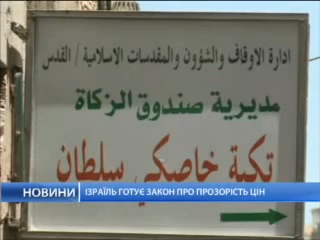 ادارة الاوقاف والشؤون والمقدسات الاسلامية / القدس
مديرية صندوق الزكاة
تكية خاصكي سلطان
НОВИНИ
ІЗРАЇЛЬ ГОТУЄ ЗАКОН ПРО ПРОЗОРІСТЬ ЦІН